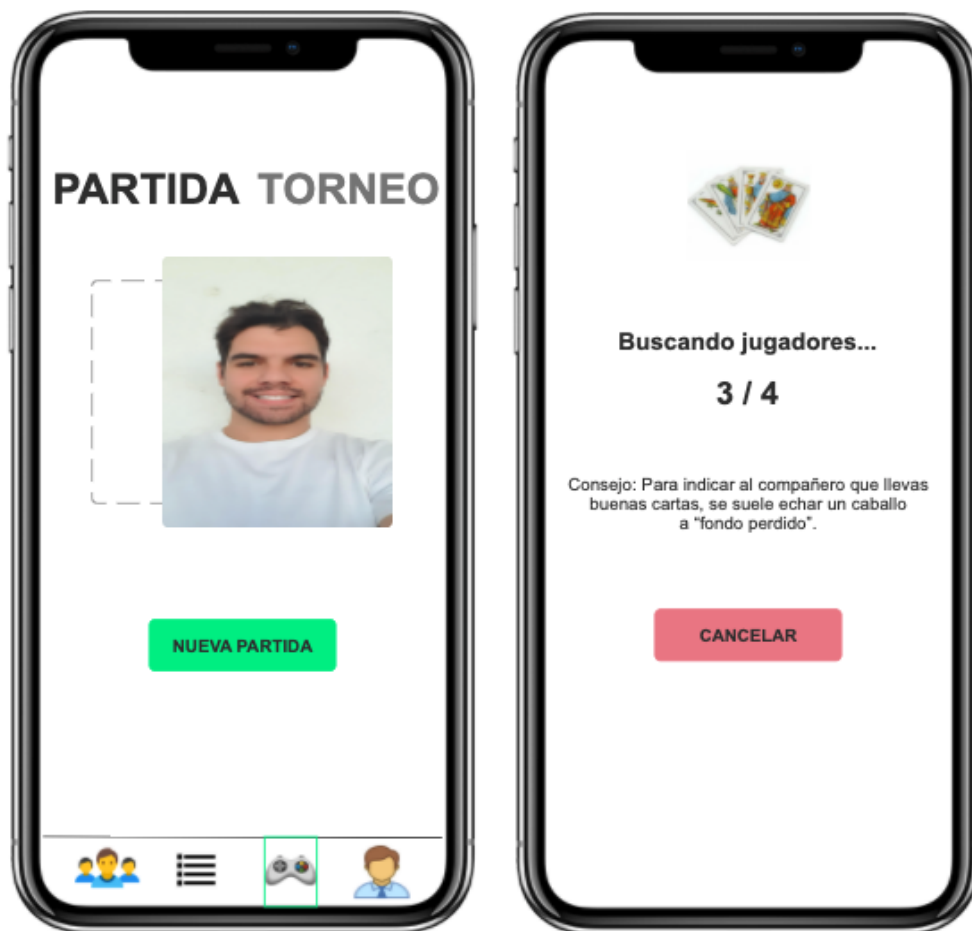 PARTIDA TORNEO
NUEVA PARTIDA
Buscando jugadores...
3 / 4
Consejo: Para indicar al compañero que llevas
buenas cartas, se suele echar un caballo
a “fondo perdido”.
CANCELAR